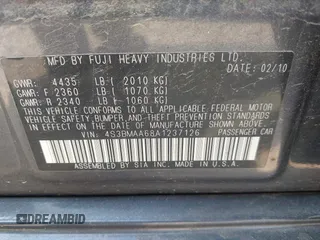 MFD BY FUJI HEAVY INDUSTRIES LTD.
DATE: 02/10
GVWR: 4435 LB ( 2010 KG)
GAWR: F 2360 LB ( 1070 KG)
GAWR: R 2340 LB ( 1060 KG)
THIS VEHICLE CONFORMS TO ALL APPLICABLE
FEDERAL MOTOR VEHICLE
SAFETY, BUMPER, AND THEFT PREVENTION
STANDARDS IN EFFECT ON THE DATE OF
MANUFACTURE SHOWN ABOVE.
VIN: 4S3BMAA68A1237126
PASSENGER CAR
ASSEMBLED BY SIA INC. MADE IN U.S.A.
DREAMBID